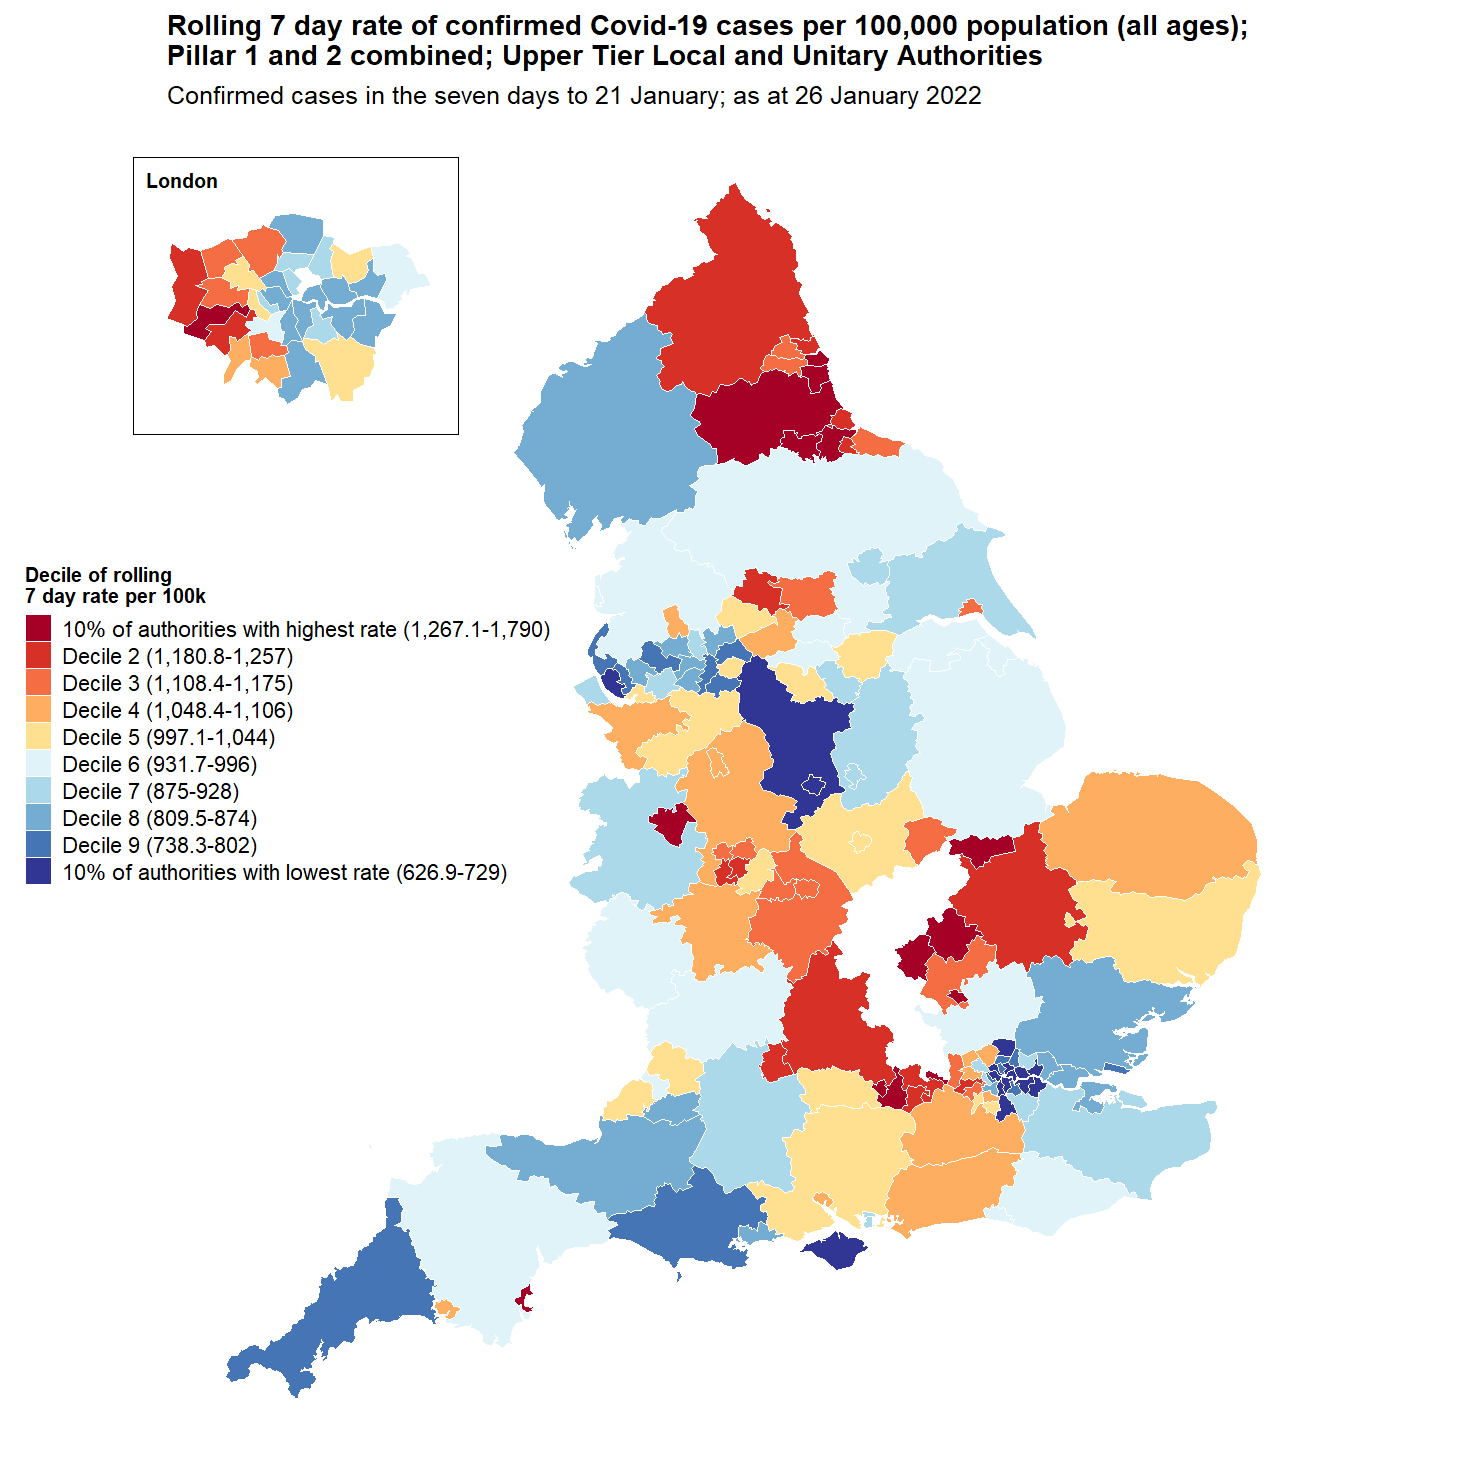 Rolling 7 day rate of confirmed Covid-19 cases per 100,000 population (all ages);
Pillar 1 and 2 combined; Upper Tier Local and Unitary Authorities
Confirmed cases in the seven days to 21 January; as at 26 January 2022
London
Decile of rolling
7 day rate per 100k
10% of authorities with highest rate (1,267.1-1,790)
Decile 2 (1,180.8-1,257)
Decile 3 (1,108.4-1,175)
Decile 4 (1,048.4-1,106)
Decile 5 (997.1-1,044)
Decile 6 (931.7-996)
Decile 7 (875-928)
Decile 8 (809.5-874)
Decile 9 (738.3-802)
10% of authorities with lowest rate (626.9-729)